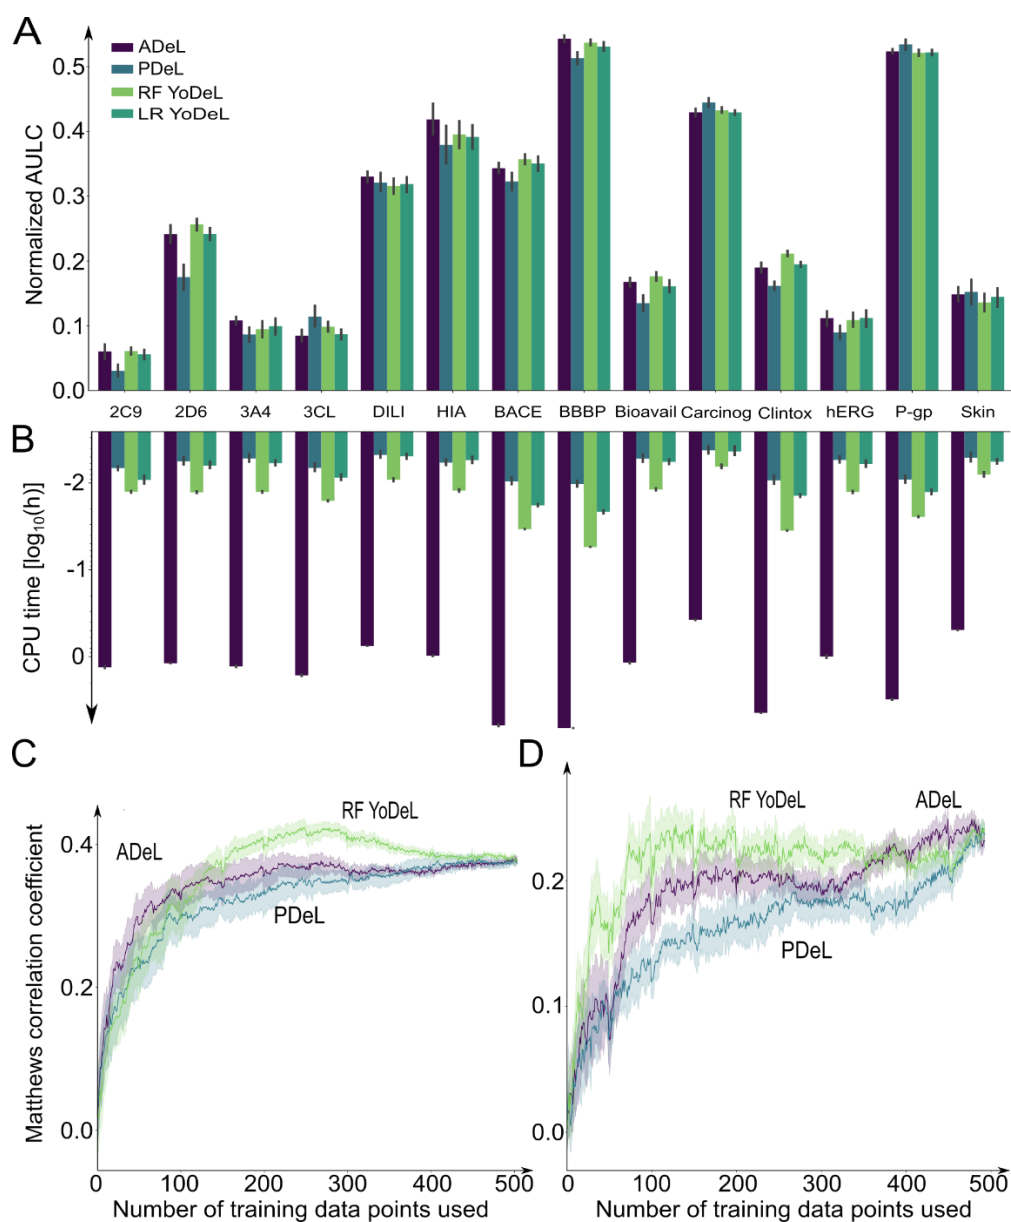 A
ADeL
PDeL
RF YoDeL
LR YoDeL
Normalized AULC
0.5
0.4
0.3
0.2
0.1
0.0
2C9 2D6 3A4 3CL DILI HIA BACE BBBP Bioavail Carcinog Clintox hERG P-gp Skin
B
CPU time [log10(h)]
-2
-1
0
C
Matthews correlation coefficient
0.4
0.2
0.0
ADeL
RF YoDeL
PDeL
0 100 200 300 400 500
Number of training data points used
D
0.2
0.1
0.0
RF YoDeL
ADeL
PDeL
0 100 200 300 400 500
Number of training data points used